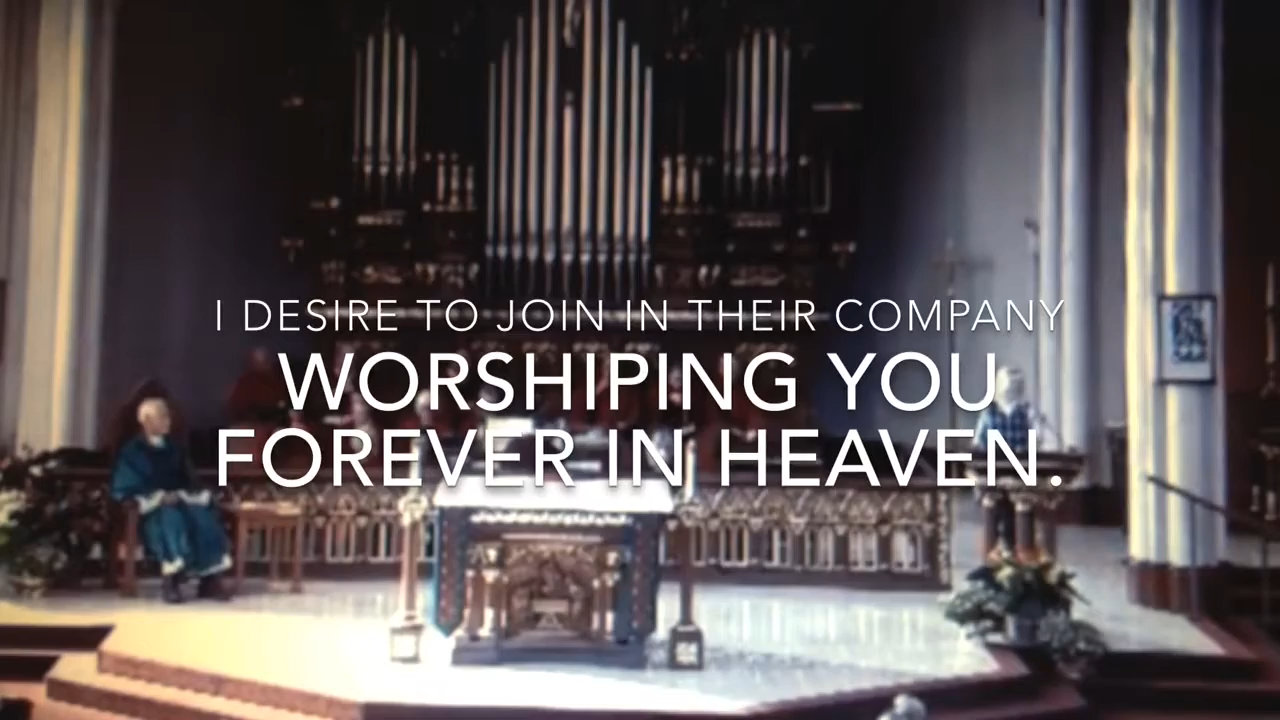 I DESIRE TO JOIN IN THEIR COMPANY
WORSHIPING YOU
FOREVER IN HEAVEN.